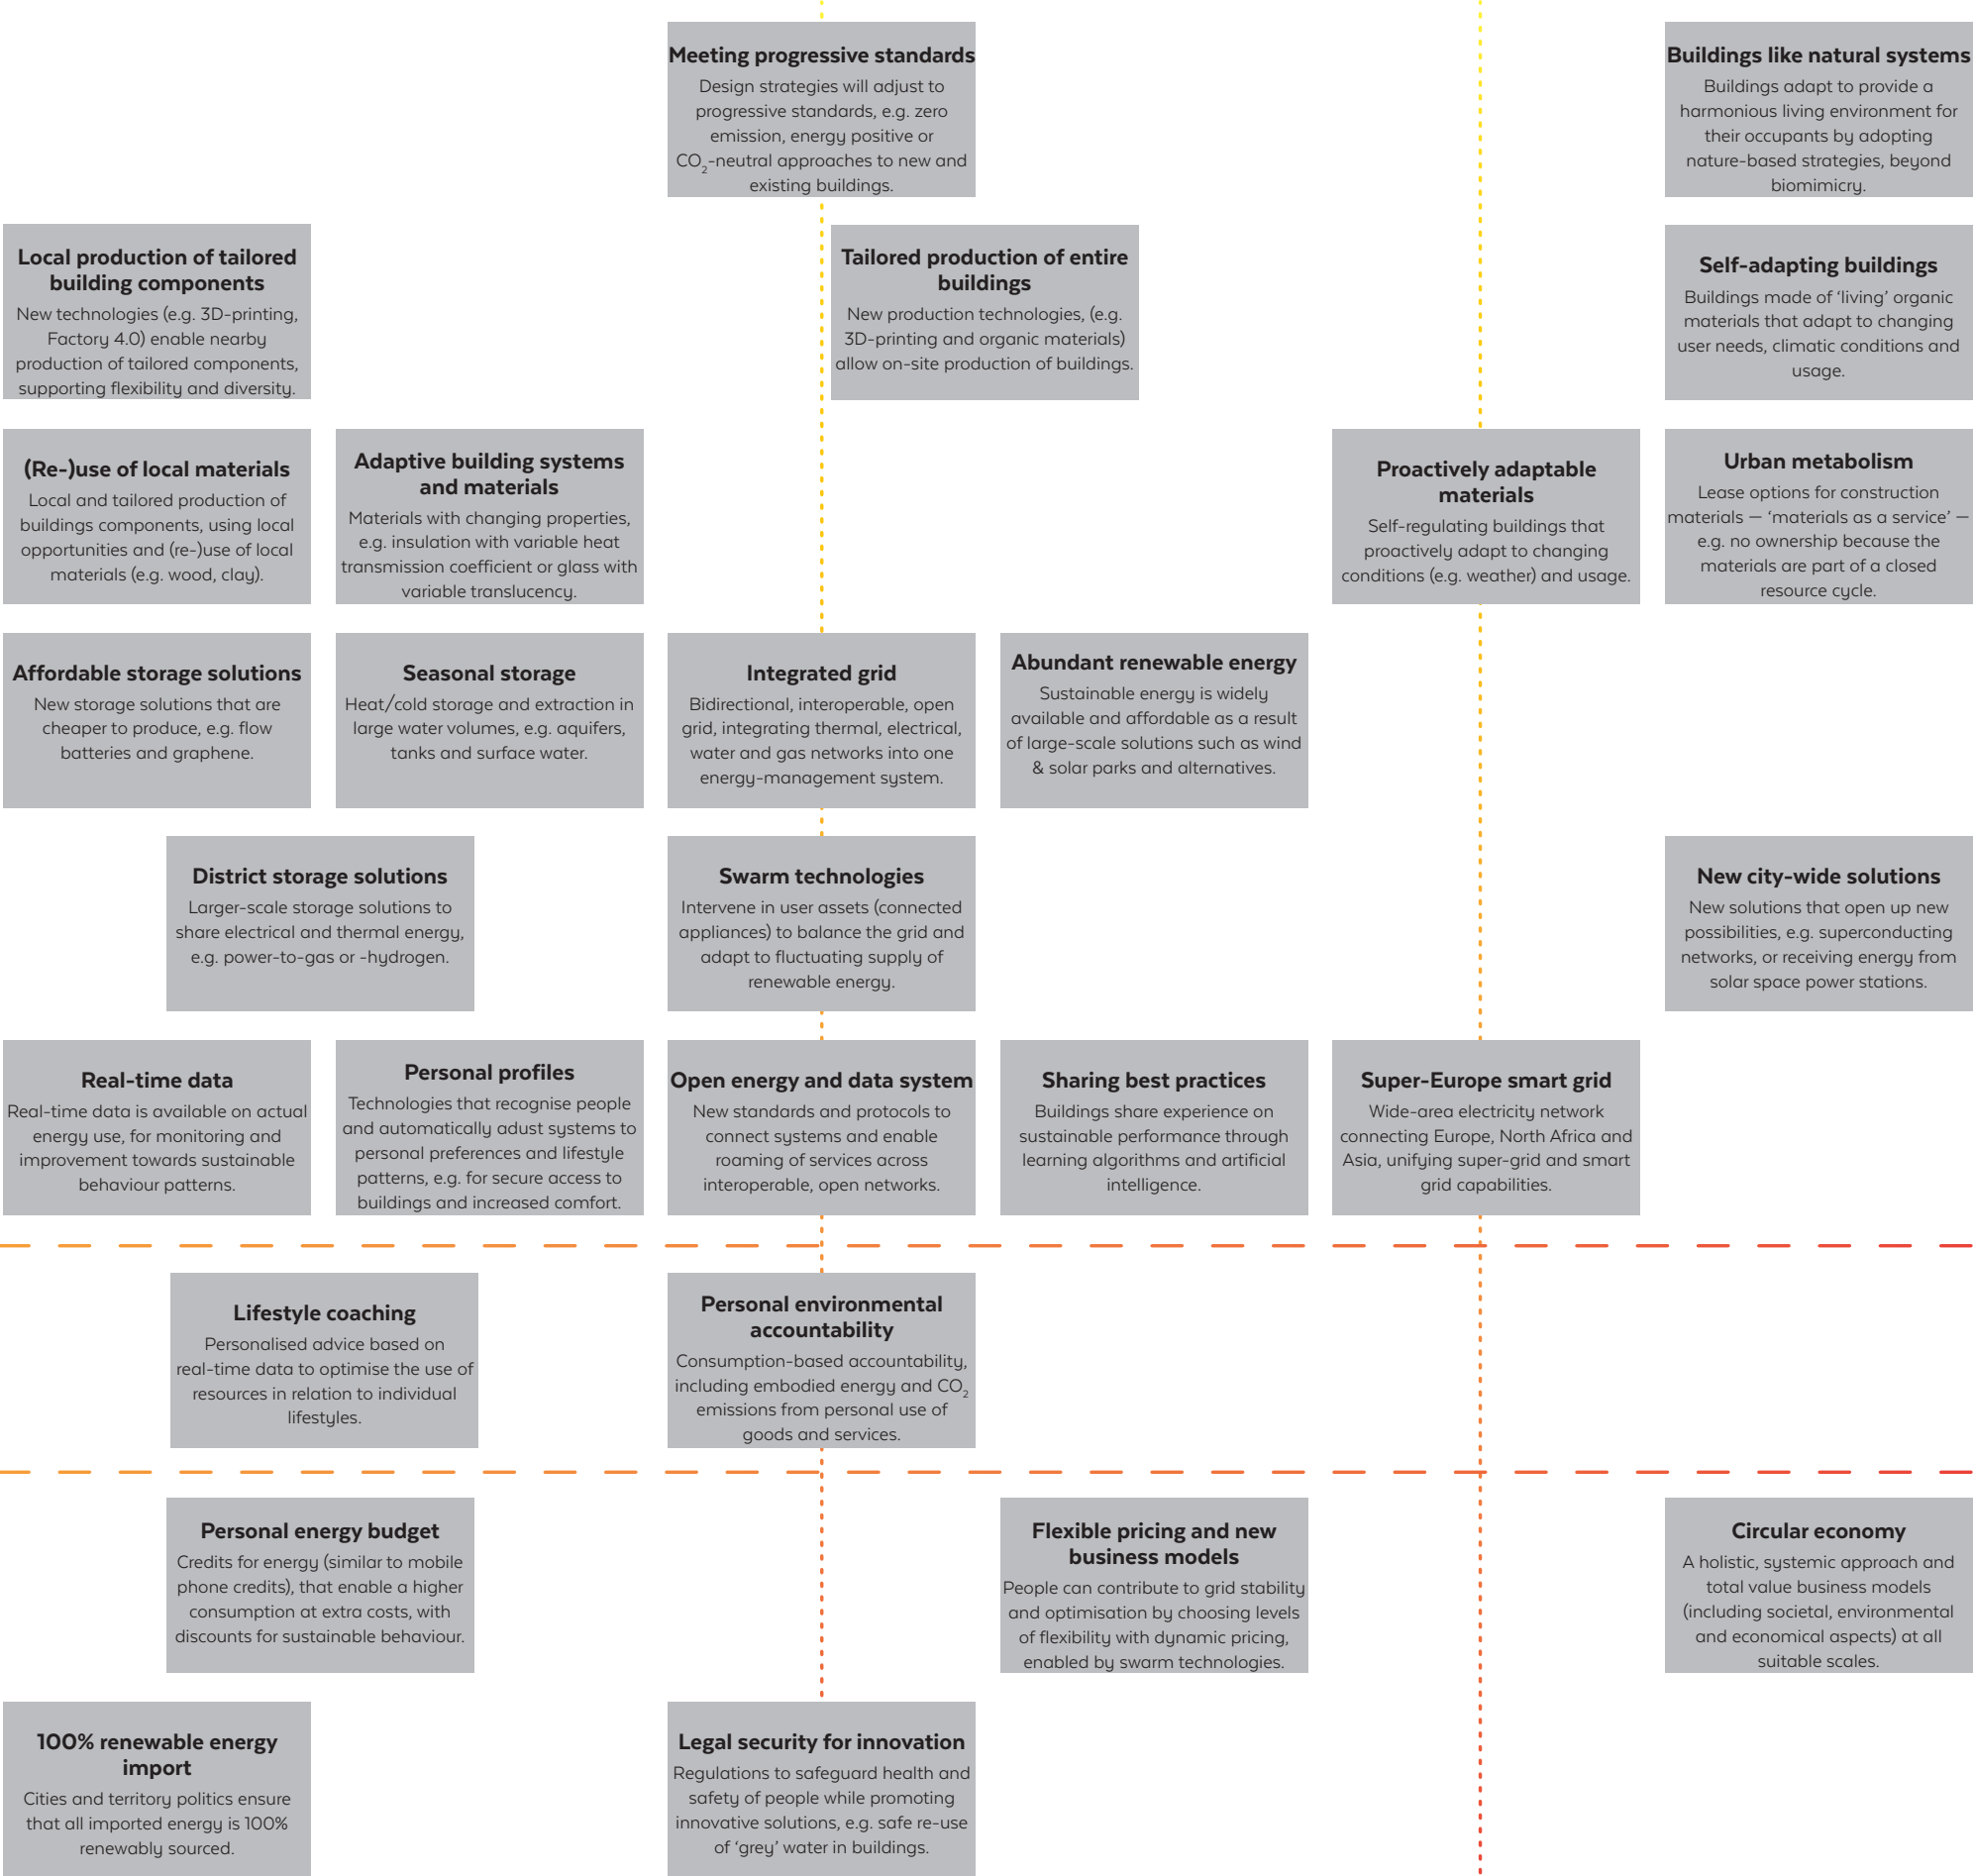 Meeting progressive standards
Design strategies will adjust to
progressive standards, e.g. zero
emission, energy positive or
CO₂-neutral approaches to new and
existing buildings.
Buildings like natural systems
Buildings adapt to provide a
harmonious living environment for
their occupants by adopting
nature-based strategies, beyond
biomimicry.
Local production of tailored
building components
New technologies (e.g. 3D-printing,
Factory 4.0) enable nearby
production of tailored components,
supporting flexibility and diversity.
Tailored production of entire
buildings
New production technologies, (e.g.
3D-printing and organic materials)
allow on-site production of buildings.
Self-adapting buildings
Buildings made of ‘living’ organic
materials that adapt to changing
user needs, climatic conditions and
usage.
(Re-)use of local materials
Local and tailored production of
buildings components, using local
opportunities and (re-)use of local
materials (e.g. wood, clay).
Adaptive building systems
and materials
Materials with changing properties,
e.g. insulation with variable heat
transmission coefficient or glass with
variable translucency.
Proactively adaptable
materials
Self-regulating buildings that
proactively adapt to changing
conditions (e.g. weather) and usage.
Urban metabolism
Lease options for construction
materials — ‘materials as a service’ —
e.g. no ownership because the
materials are part of a closed
resource cycle.
Affordable storage solutions
New storage solutions that are
cheaper to produce, e.g. flow
batteries and graphene.
Seasonal storage
Heat/cold storage and extraction in
large water volumes, e.g. aquifers,
tanks and surface water.
Integrated grid
Bidirectional, interoperable, open
grid, integrating thermal, electrical,
water and gas networks into one
energy-management system.
Abundant renewable energy
Sustainable energy is widely
available and affordable as a result
of large-scale solutions such as wind
& solar parks and alternatives.
District storage solutions
Larger-scale storage solutions to
share electrical and thermal energy,
e.g. power-to-gas or -hydrogen.
Swarm technologies
Intervene in user assets (connected
appliances) to balance the grid and
adapt to fluctuating supply of
renewable energy.
New city-wide solutions
New solutions that open up new
possibilities, e.g. superconducting
networks, or receiving energy from
solar space power stations.
Real-time data
Real-time data is available on actual
energy use, for monitoring and
improvement towards sustainable
behaviour patterns.
Personal profiles
Technologies that recognise people
and automatically adust systems to
personal preferences and lifestyle
patterns, e.g. for secure access to
buildings and increased comfort.
Open energy and data system
New standards and protocols to
connect systems and enable
roaming of services across
interoperable, open networks.
Sharing best practices
Buildings share experience on
sustainable performance through
learning algorithms and artificial
intelligence.
Super-Europe smart grid
Wide-area electricity network
connecting Europe, North Africa and
Asia, unifying super-grid and smart
grid capabilities.
Lifestyle coaching
Personalised advice based on
real-time data to optimise the use of
resources in relation to individual
lifestyles.
Personal environmental
accountability
Consumption-based accountability,
including embodied energy and CO₂
emissions from personal use of
goods and services.
Personal energy budget
Credits for energy (similar to mobile
phone credits), that enable a higher
consumption at extra costs, with
discounts for sustainable behaviour.
Flexible pricing and new
business models
People can contribute to grid stability
and optimisation by choosing levels
of flexibility with dynamic pricing,
enabled by swarm technologies.
Circular economy
A holistic, systemic approach and
total value business models
(including societal, environmental
and economical aspects) at all
suitable scales.
100% renewable energy
import
Cities and territory politics ensure
that all imported energy is 100%
renewably sourced.
Legal security for innovation
Regulations to safeguard health and
safety of people while promoting
innovative solutions, e.g. safe re-use
of ‘grey’ water in buildings.